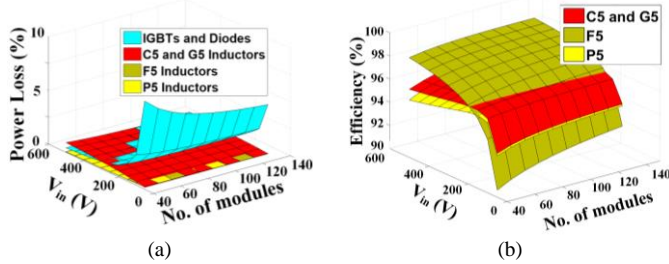 Power Loss (%)
10
5
0
600
400
200
0
V_in (V)
40
60
80
100
120
140
No. of modules
IGBTs and Diodes
C5 and G5 Inductors
F5 Inductors
P5 Inductors
(a)
Efficiency (%)
100
98
96
94
92
90
600
400
200
0
V_in (V)
40
60
80
100
120
140
No. of modules
C5 and G5
F5
P5
(b)